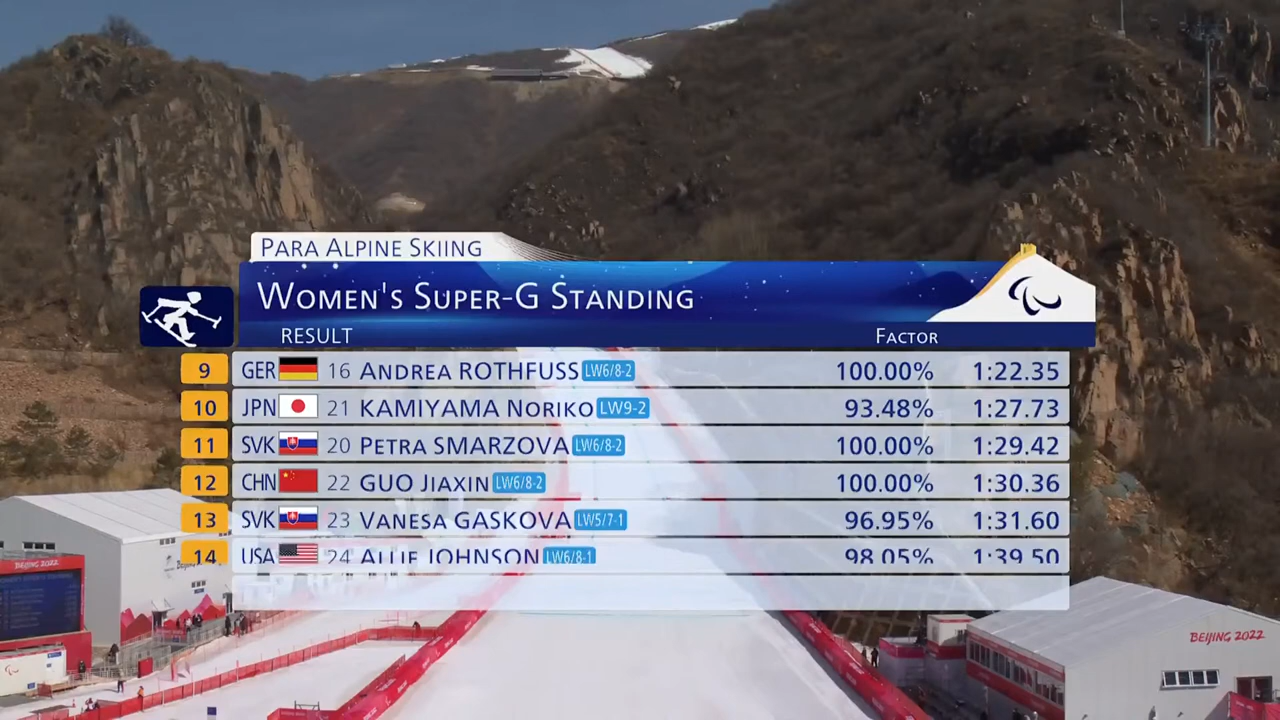 PARA ALPINE SKIING
WOMEN'S SUPER-G STANDING
RESULT FACTOR
9 GER 16 ANDREA ROTHFUSS LW6/8-2 100.00% 1:22.35
10 JPN 21 KAMIYAMA NORIKO LW9-2 93.48% 1:27.73
11 SVK 20 PETRA SMARZOVA LW6/8-2 100.00% 1:29.42
12 CHN 22 GUO JIAXIN LW6/8-2 100.00% 1:30.36
13 SVK 23 VANESA GASKOVA LW5/7-1 96.95% 1:31.60
14 USA 24 ALLIE JOHNSON LW6/8-1 98.05% 1:39.50
BEIJING 2022
BEIJING 2022